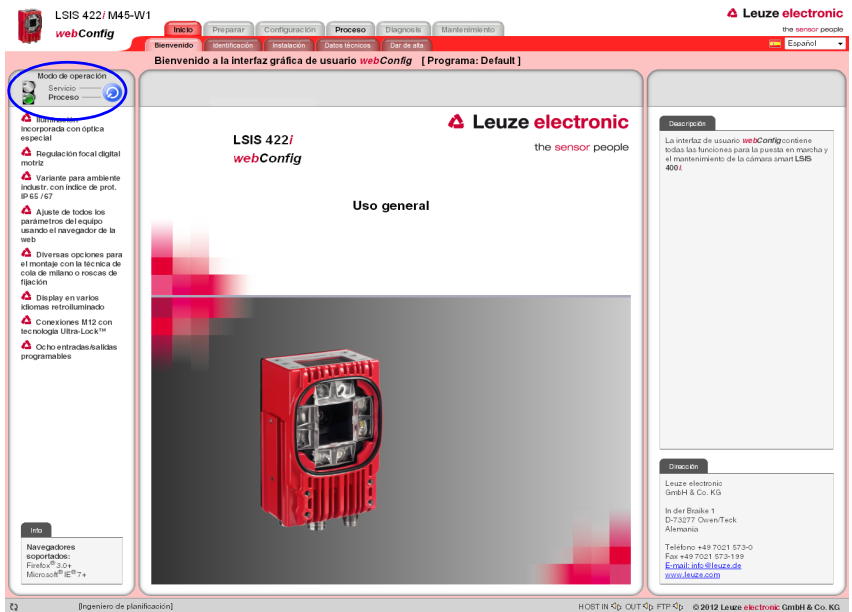 LSIS 422i M45-W1
webConfig
Inicio
Preparar
Configuración
Proceso
Diagnosis
Mantenimiento
Bienvenido
Identificación
Instalación
Datos técnicos
Dar de alta
Leuze electronic
the sensor people
Español
Bienvenido a la interfaz gráfica de usuario webConfig [ Programa: Default ]
Modo de operación
Servicio
Proceso
Iluminación
incorporada con óptica
especial
Regulación focal digital
motriz
Variante para ambiente
industr. con índice de prot.
IP 65 / 67
Ajuste de todos los
parámetros del equipo
usando el navegador de la
web
Diversas opciones para
el montaje con la técnica de
cola de milano o roscas de
fijación
Display en varios
idiomas retroiluminado
Conexiones M12 con
tecnología Ultra-Lock™
Ocho entradas/salidas
programables
Info
Navegadores
soportados:
Firefox® 3.0+
Microsoft® IE® 7+
LSIS 422i
webConfig
Leuze electronic
the sensor people
Uso general
Descripción
La interfaz de usuario webConfig contiene
todas las funciones para la puesta en marcha y
el mantenimiento de la cámara smart LSIS
400i.
Dirección
Leuze electronic
GmbH & Co. KG
In der Braike 1
D-73277 Owen/Teck
Alemania
Teléfono +49 7021 573-0
Fax +49 7021 573-199
E-mail: info@leuze.de
www.leuze.com
[Ingeniero de planificación]
HOST IN OUT FTP © 2012 Leuze electronic GmbH & Co. KG